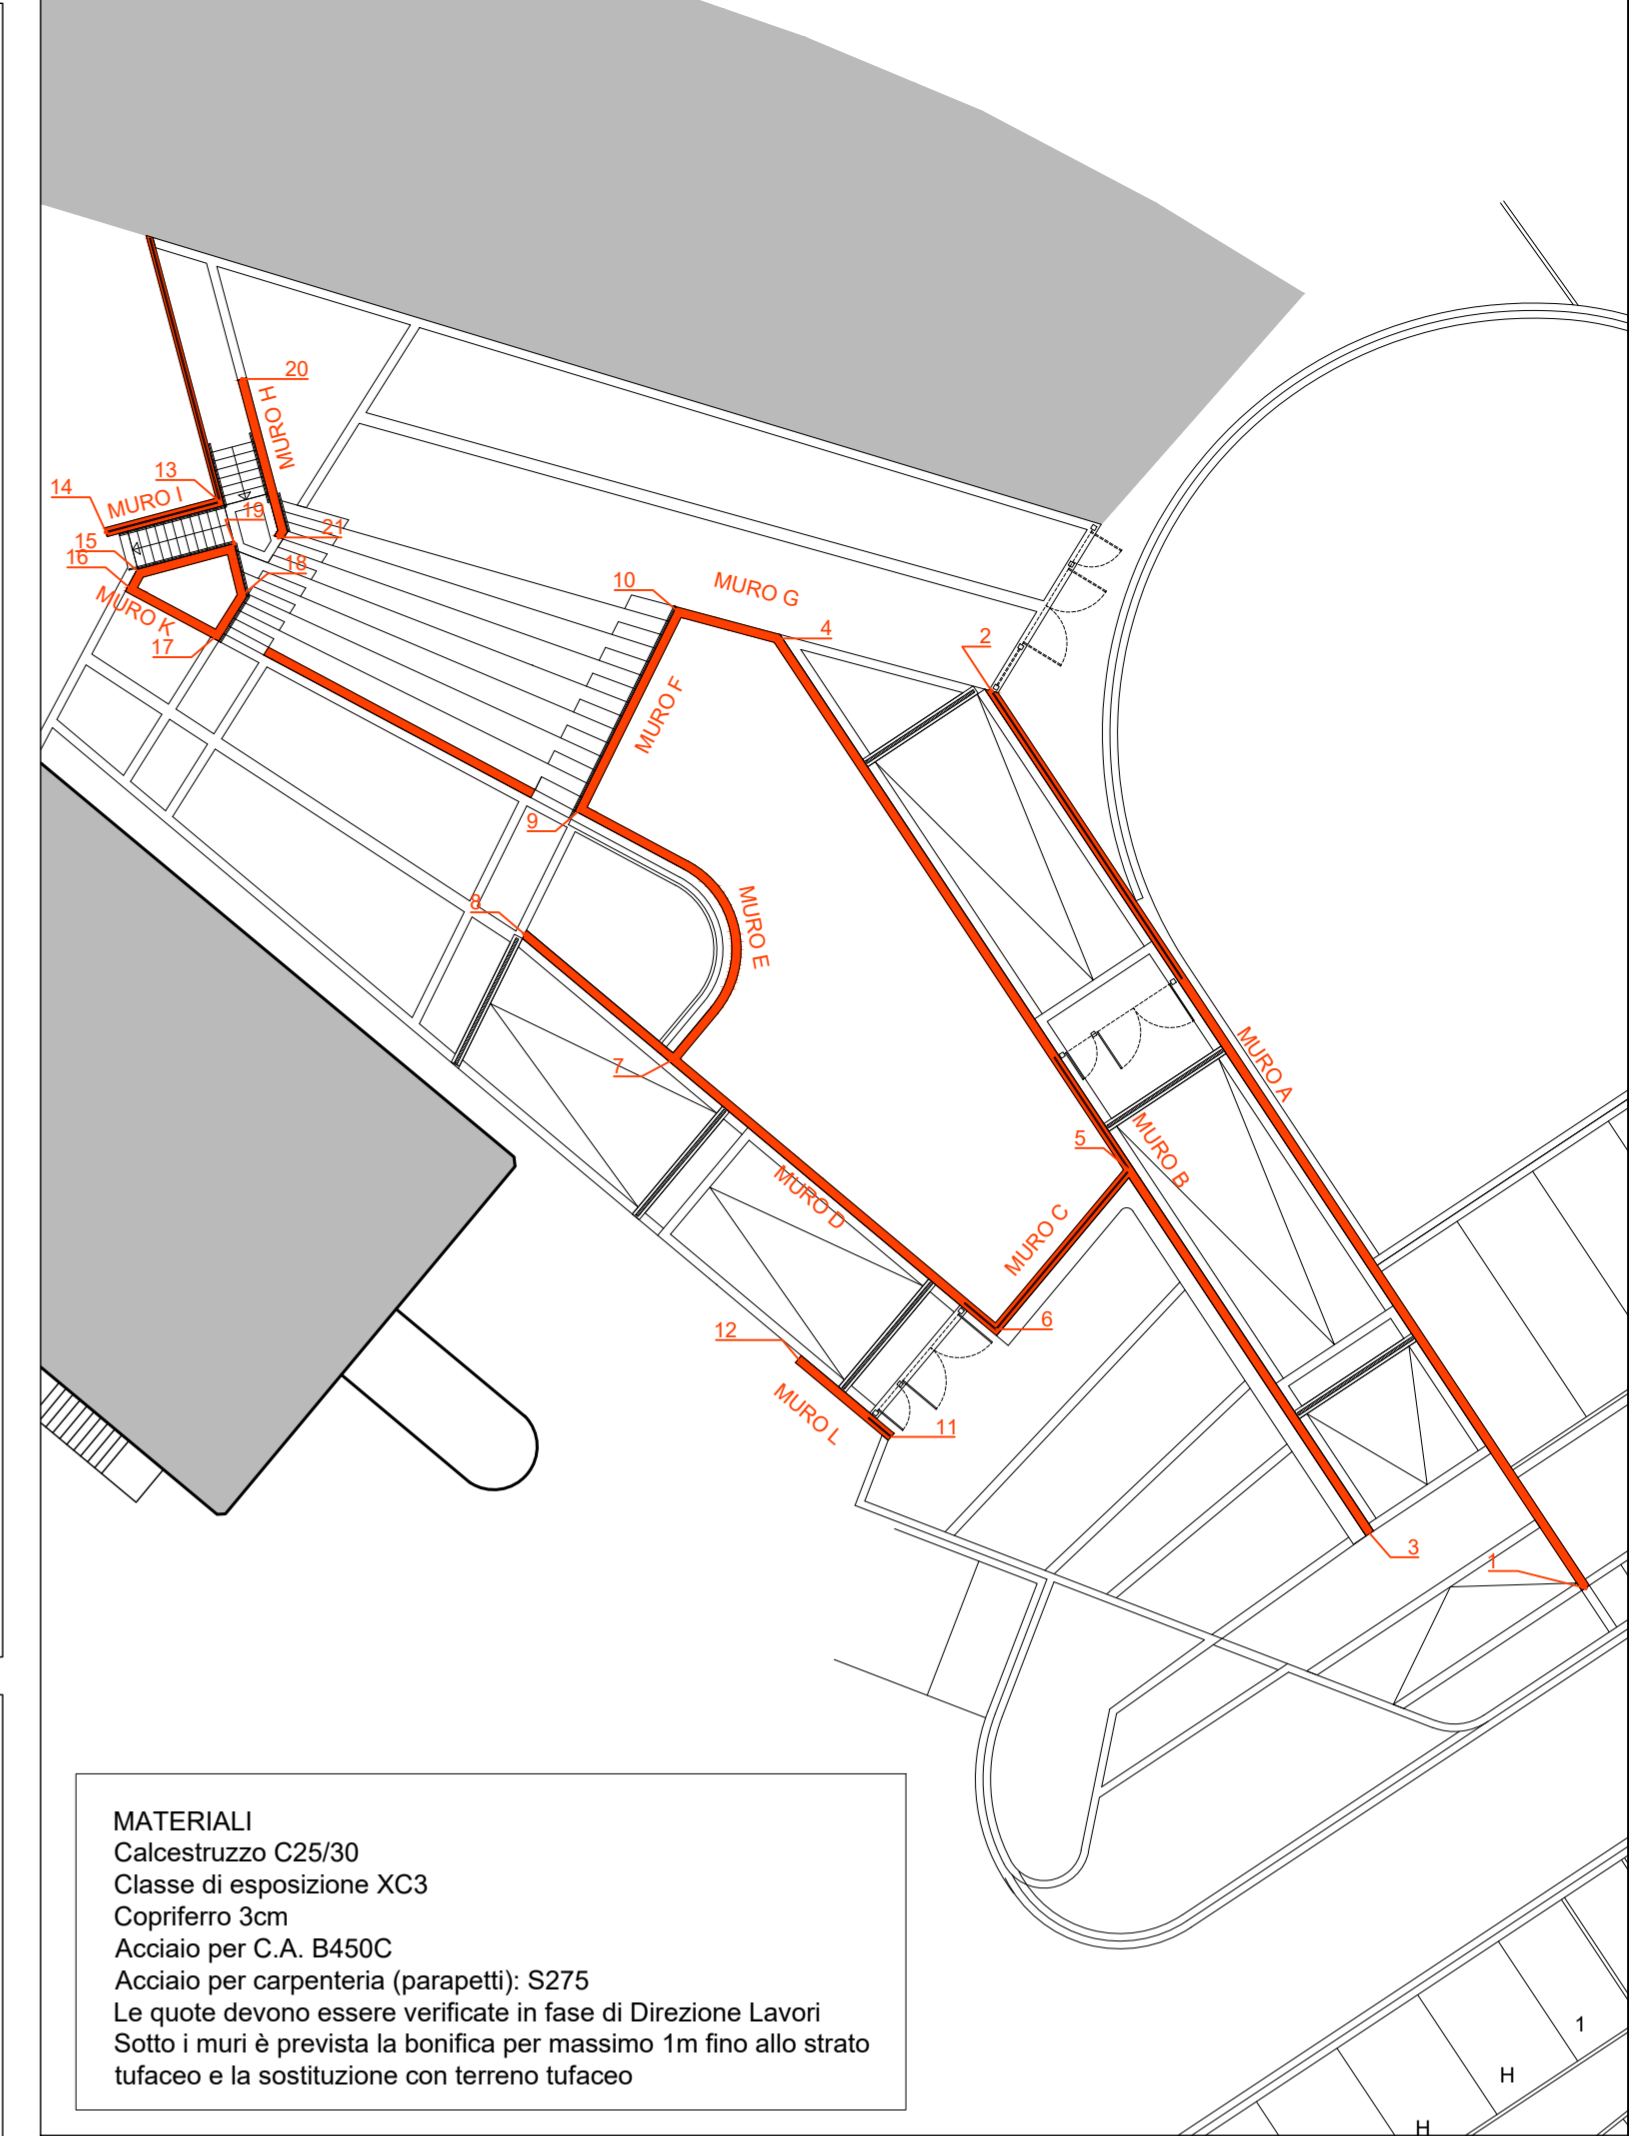 20
MURO H
13
14
MURO I
19
21
15
16
18
MURO K
17
10
MURO G
4
2
MURO F
9
8
MURO E
7
MURO A
5
MURO B
MURO D
MURO C
6
12
MURO L
11
3
1
MATERIALI
Calcestruzzo C25/30
Classe di esposizione XC3
Copriferro 3cm
Acciaio per C.A. B450C
Acciaio per carpenteria (parapetti): S275
Le quote devono essere verificate in fase di Direzione Lavori
Sotto i muri è prevista la bonifica per massimo 1m fino allo strato
tufaceo e la sostituzione con terreno tufaceo
1
H
H